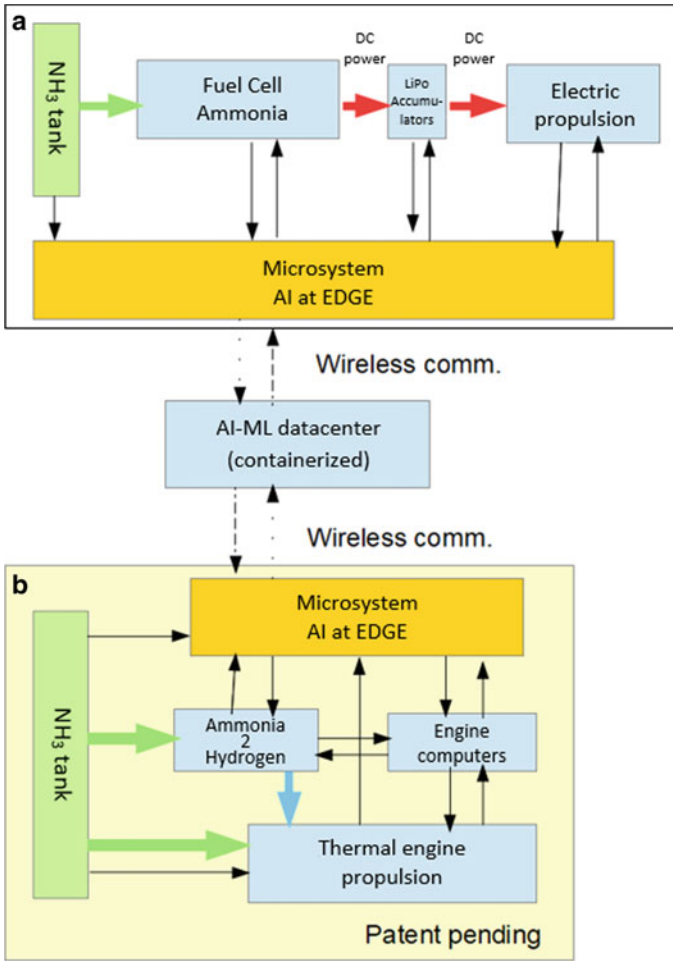 a
NH₃ tank
Fuel Cell
Ammonia
DC
power
LiPo
Accumu-
lators
DC
power
Electric
propulsion
Microsystem
AI at EDGE
Wireless comm.
AI-ML datacenter
(containerized)
Wireless comm.
b
Microsystem
AI at EDGE
NH₃ tank
Ammonia
2
Hydrogen
Engine
computers
Thermal engine
propulsion
Patent pending